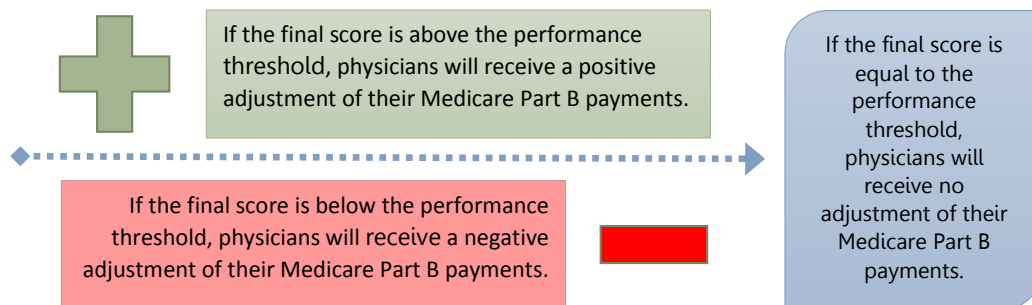 If the final score is above the performance
threshold, physicians will receive a positive
adjustment of their Medicare Part B payments.
If the final score is below the performance
threshold, physicians will receive a negative
adjustment of their Medicare Part B payments.
If the final score is
equal to the
performance
threshold,
physicians will
receive no
adjustment of their
Medicare Part B
payments.